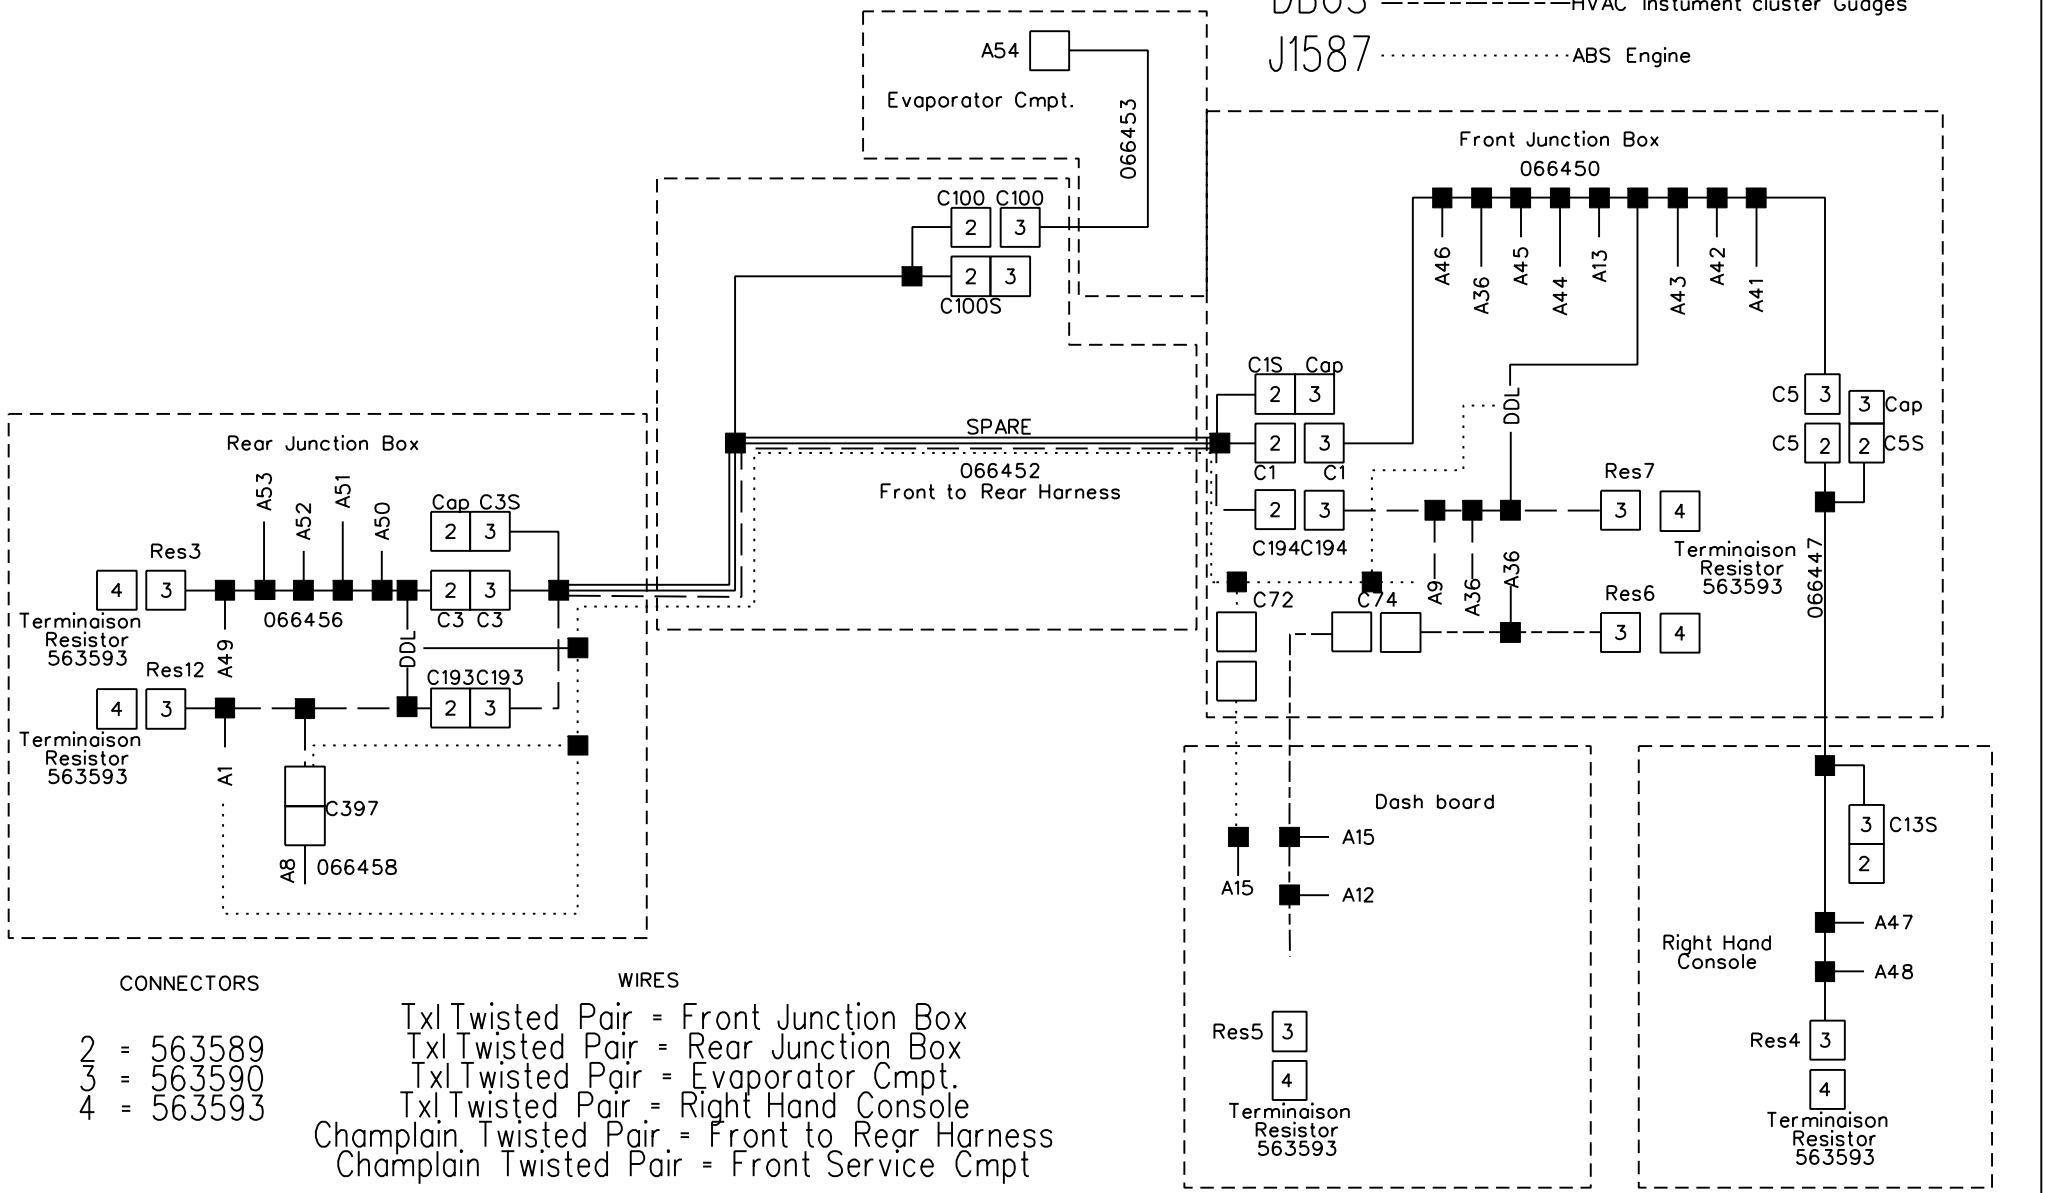 DB03 HVAC Instument cluster Guages
J1587 ABS Engine
A54
Evaporator Cmpt.
066453
Front Junction Box
066450
C100 C100
2 3
2 3
C100S
A46 A36 A45 A44 A13 A43 A42 A41
C1S Cap
2 3
SPARE
2 3
C1 C1
066452
Front to Rear Harness
2 3
C194 C194
DDL
C5 3
3 Cap
C5 2
2 C5S
Res7
3 4
Terminaison
Resistor
563593
A9 A36 A36
066447
Res6
3 4
C72
C74
Rear Junction Box
A53 A52 A51 A50
Cap C3S
2 3
Res3
4 3
2 3
C3 C3
066456
Terminaison
Resistor
563593
A49
DDL
Res12
C193 C193
4 3
2 3
Terminaison
Resistor
563593
A1
C397
A8 066458
Dash board
A15
A15
A12
3 C13S
2
A47
Right Hand
Console
A48
Res5 3
4
Terminaison
Resistor
563593
Res4 3
4
Terminaison
Resistor
563593
CONNECTORS
2 = 563589
3 = 563590
4 = 563593
WIRES
Txl Twisted Pair = Front Junction Box
Txl Twisted Pair = Rear Junction Box
Txl Twisted Pair = Evaporator Cmpt.
Txl Twisted Pair = Right Hand Console
Champlain Twisted Pair = Front to Rear Harness
Champlain Twisted Pair = Front Service Cmpt